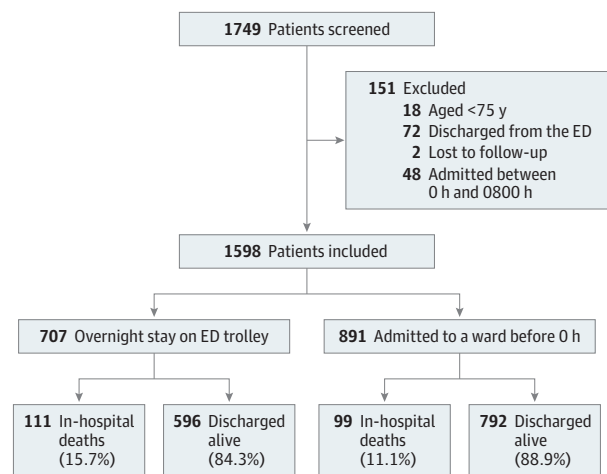 1749 Patients screened
151 Excluded
18 Aged <75 y
72 Discharged from the ED
2 Lost to follow-up
48 Admitted between
0 h and 0800 h
1598 Patients included
707 Overnight stay on ED trolley
891 Admitted to a ward before 0 h
111 In-hospital
deaths
(15.7%)
596 Discharged
alive
(84.3%)
99 In-hospital
deaths
(11.1%)
792 Discharged
alive
(88.9%)